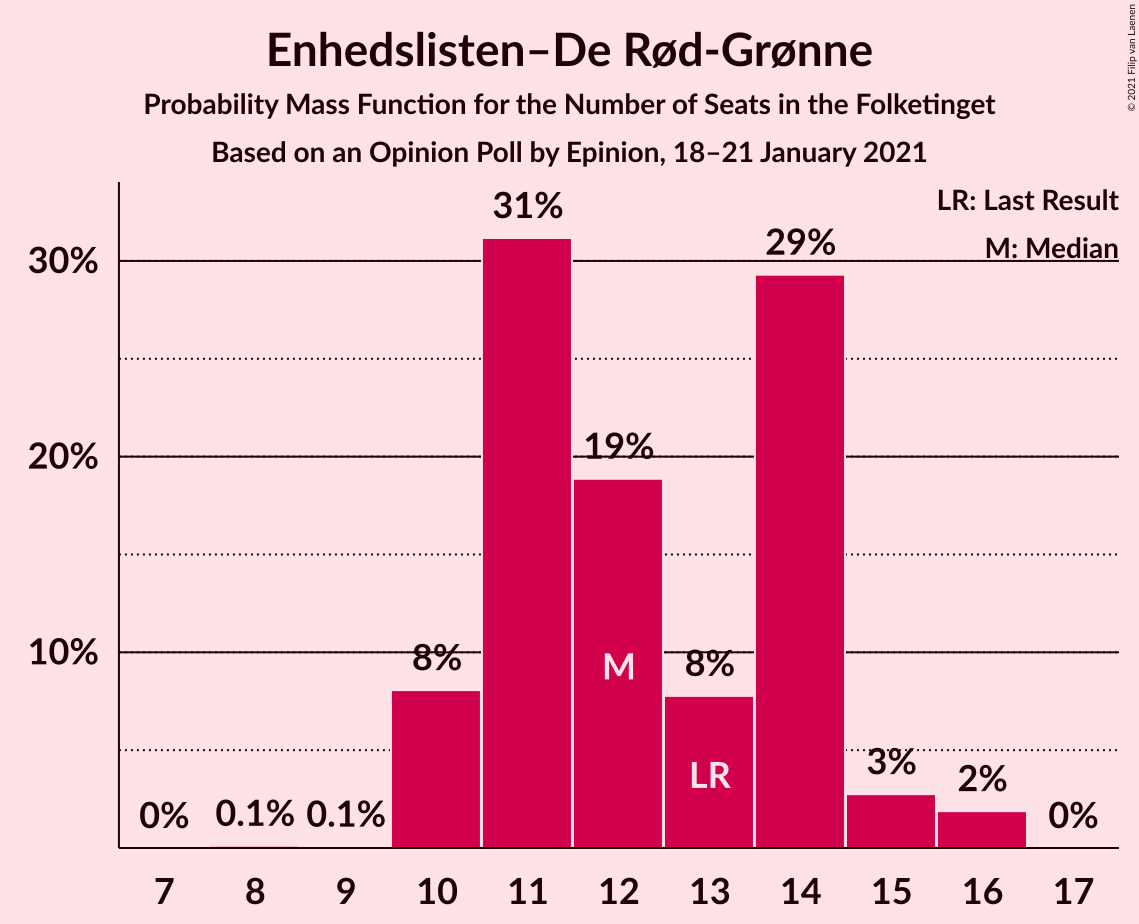 Enhedslisten–De Rød-Grønne
Probability Mass Function for the Number of Seats in the Folketinget
Based on an Opinion Poll by Epinion, 18–21 January 2021
© 2021 Filip van Laenen
LR: Last Result
M: Median
30%
20%
10%
0%
0.1%
0.1%
8%
31%
19%
8%
29%
3%
2%
0%
M
LR
7 8 9 10 11 12 13 14 15 16 17